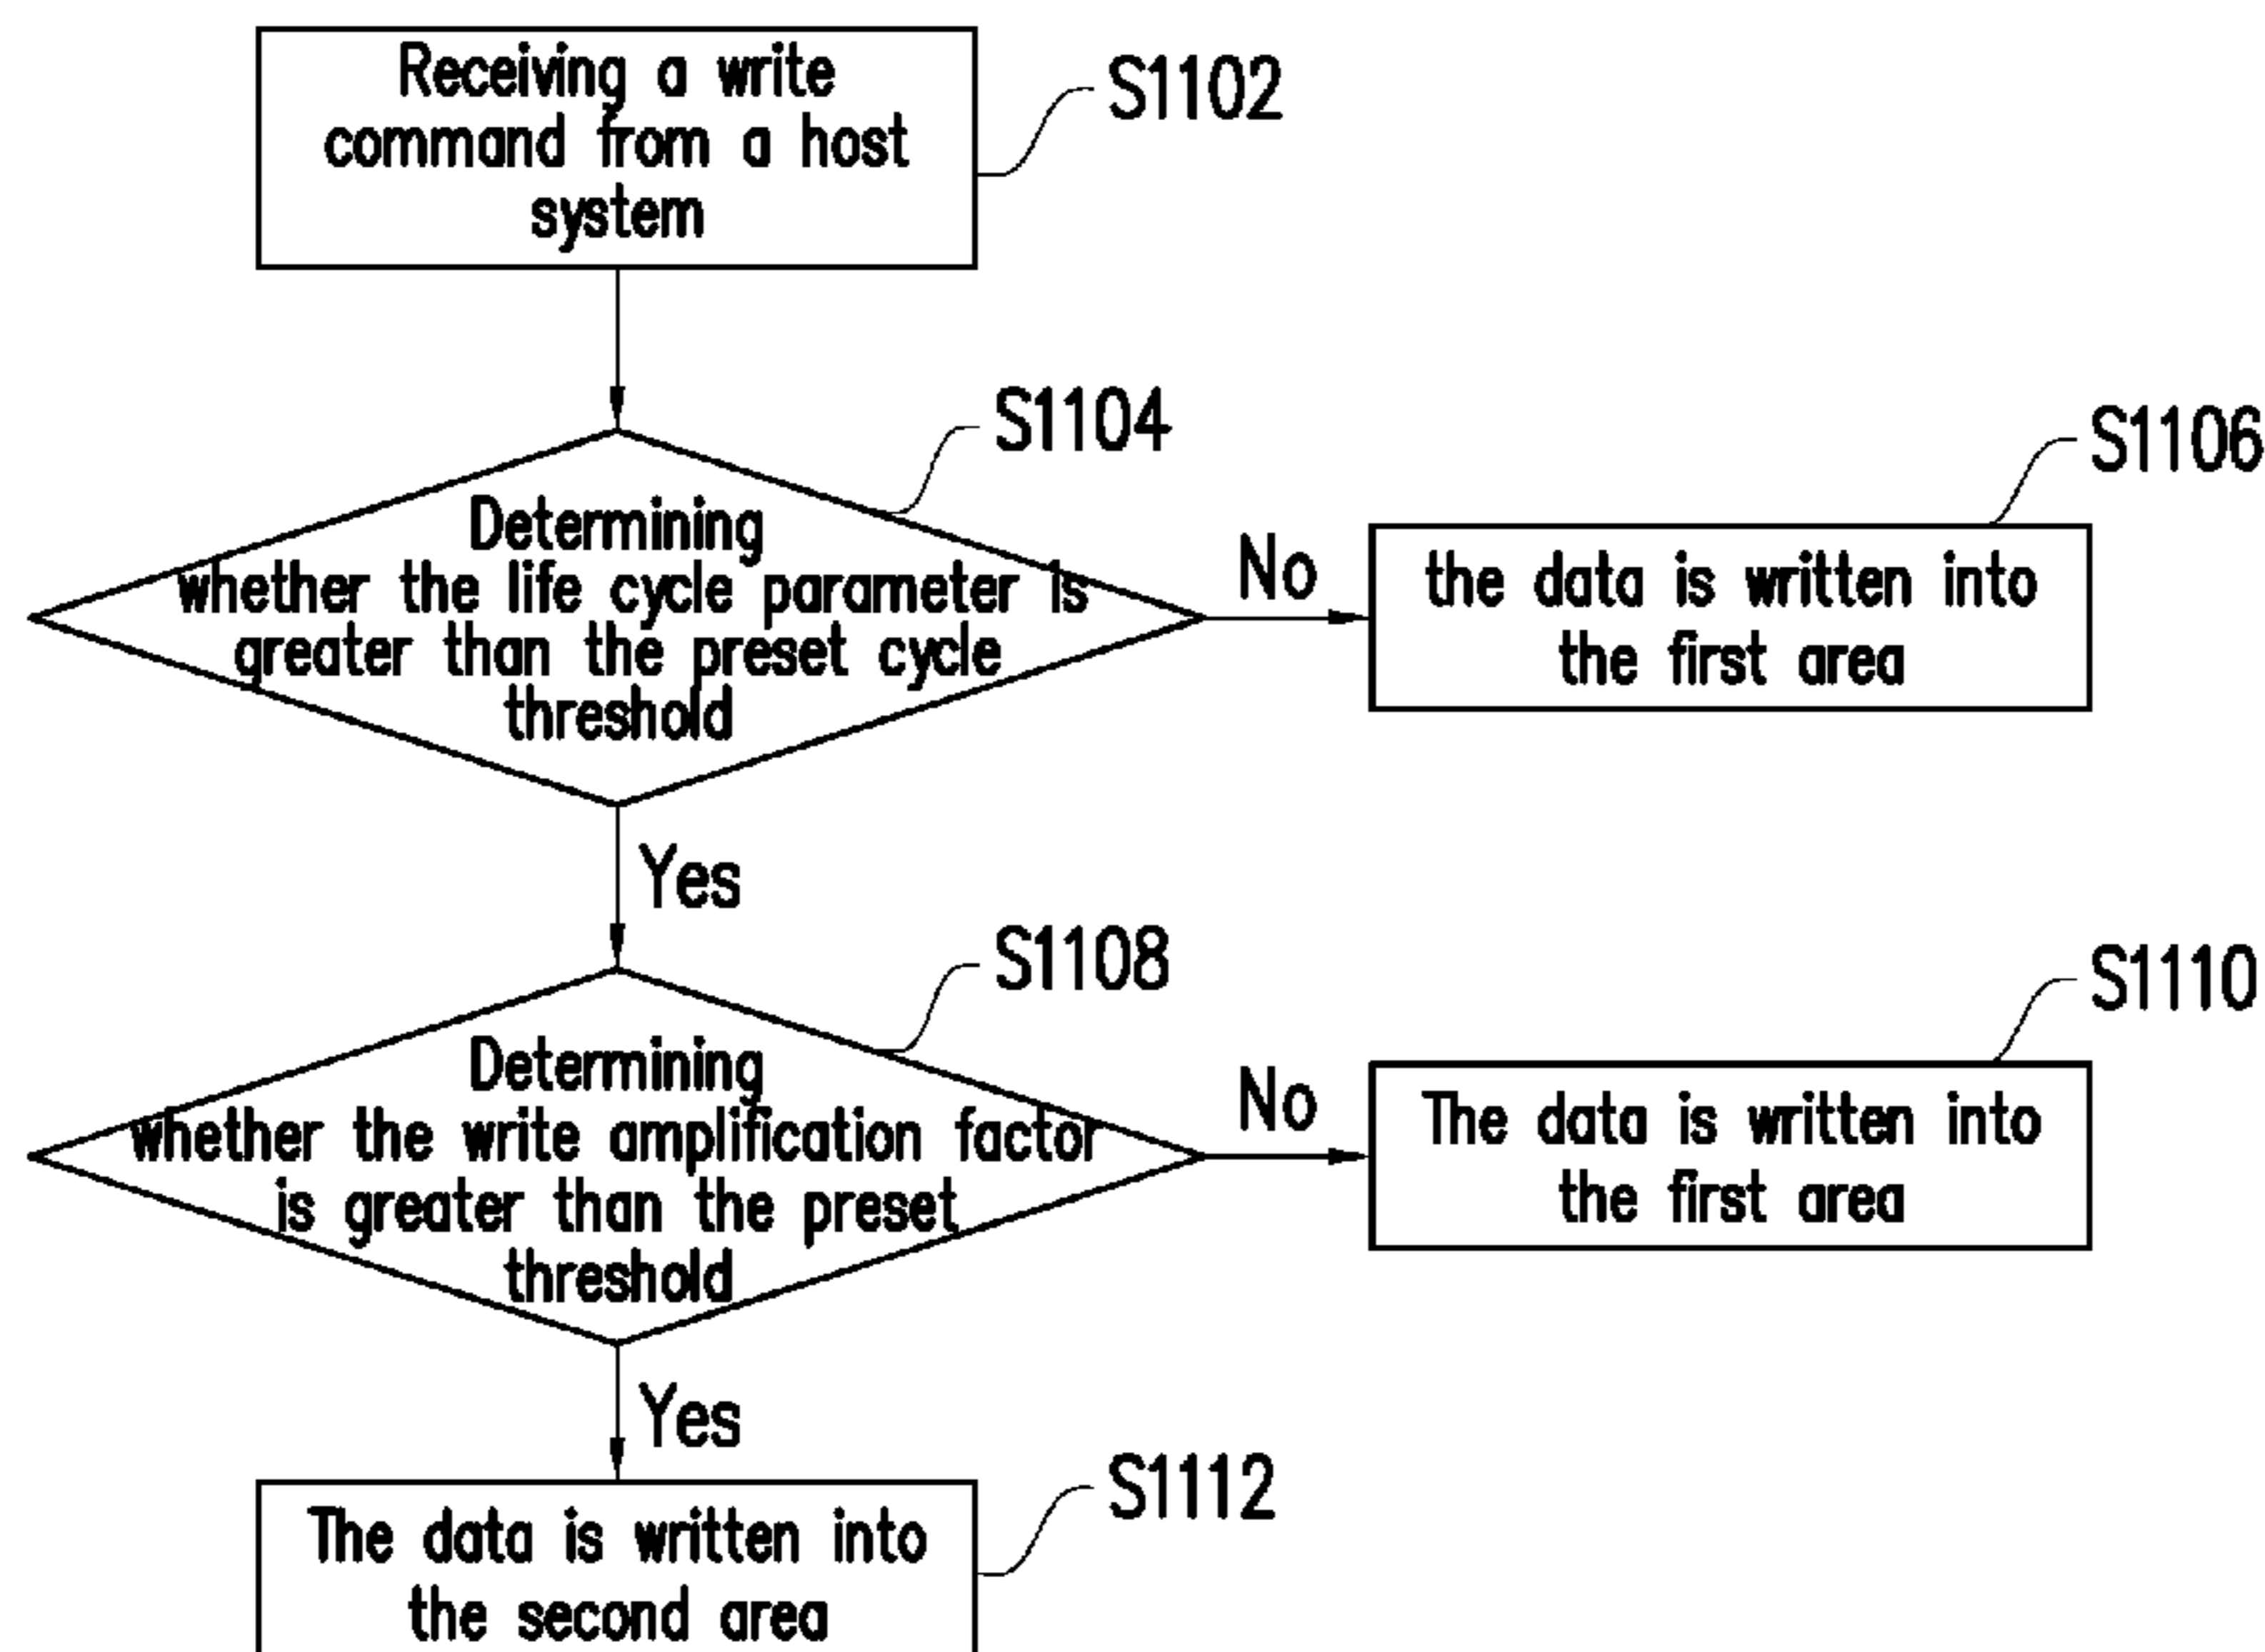 Receiving a write
command from a host
system
S1102
S1104
Determining
whether the life cycle parameter is
greater than the preset cycle
threshold
No
S1106
the data is written into
the first area
Yes
S1108
Determining
whether the write amplification factor
is greater than the preset
threshold
No
S1110
The data is written into
the first area
Yes
S1112
The data is written into
the second area